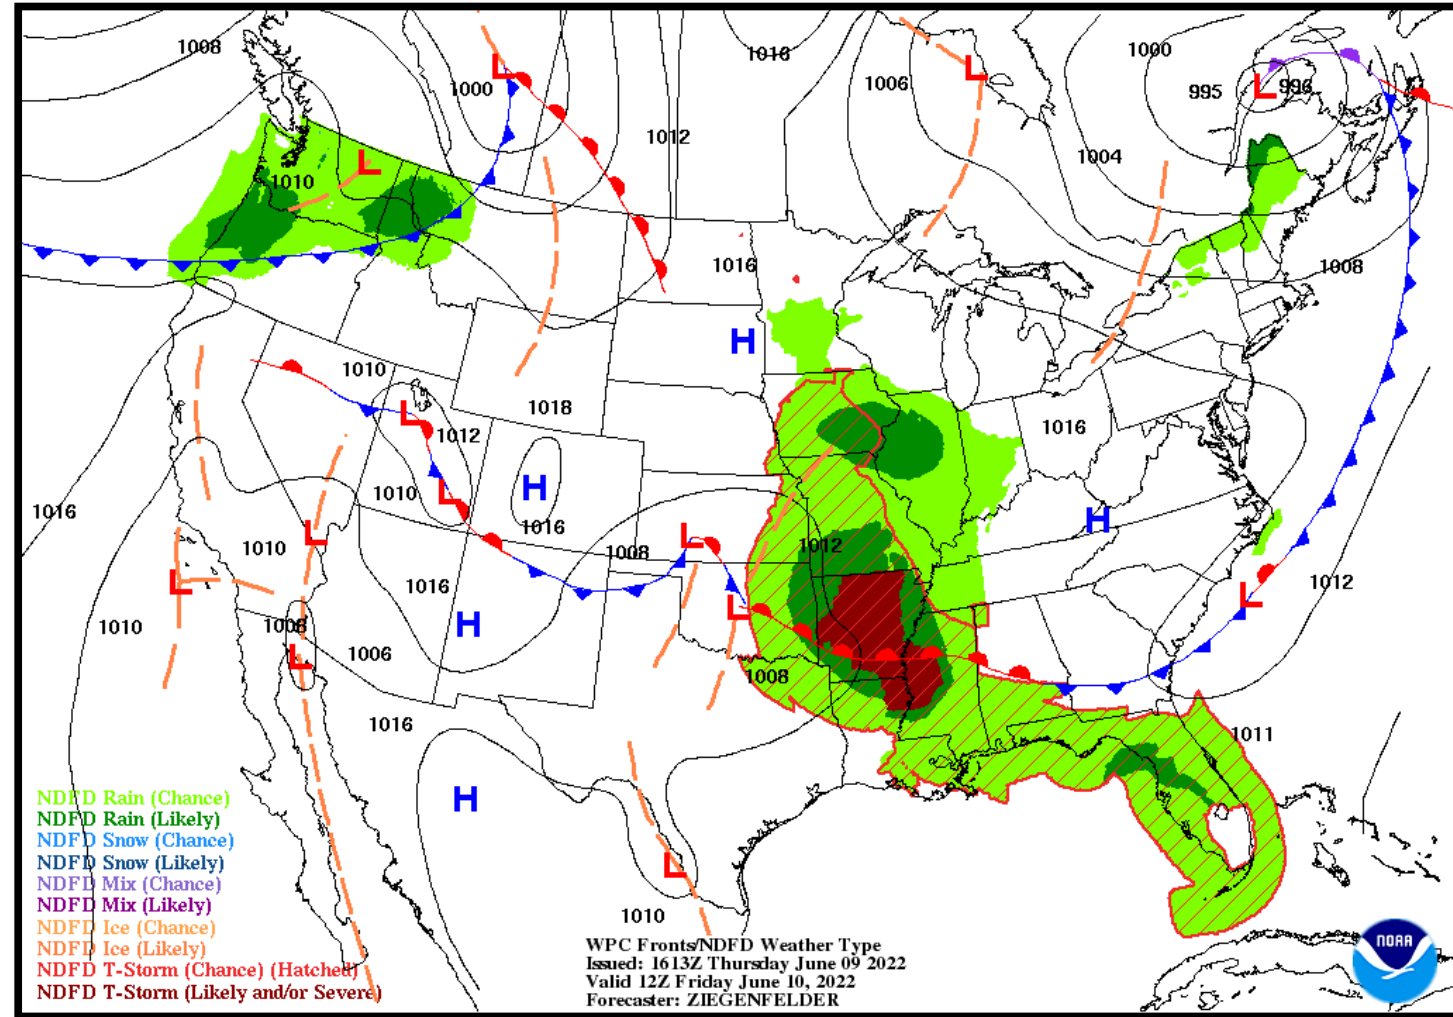 1008
1016
1000
1006
1000
995
996
1012
1004
1010
L
L
L
L
1016
1008
H
1010
1018
1012
1016
L
1010
H
1016
L
1016
1010
L
1008
L
1012
H
1012
L
1016
L
L
1010
1008
H
1006
L
1008
1016
1011
H
L
1010
NDFD Rain (Chance)
NDFD Rain (Likely)
NDFD Snow (Chance)
NDFD Snow (Likely)
NDFD Mix (Chance)
NDFD Mix (Likely)
NDFD Ice (Chance)
NDFD Ice (Likely)
NDFD T-Storm (Chance) (Hatched)
NDFD T-Storm (Likely and/or Severe)
WPC Fronts/NDFD Weather Type
Issued: 1613Z Thursday June 09 2022
Valid 12Z Friday June 10, 2022
Forecaster: ZIEGENFELDER
NOAA